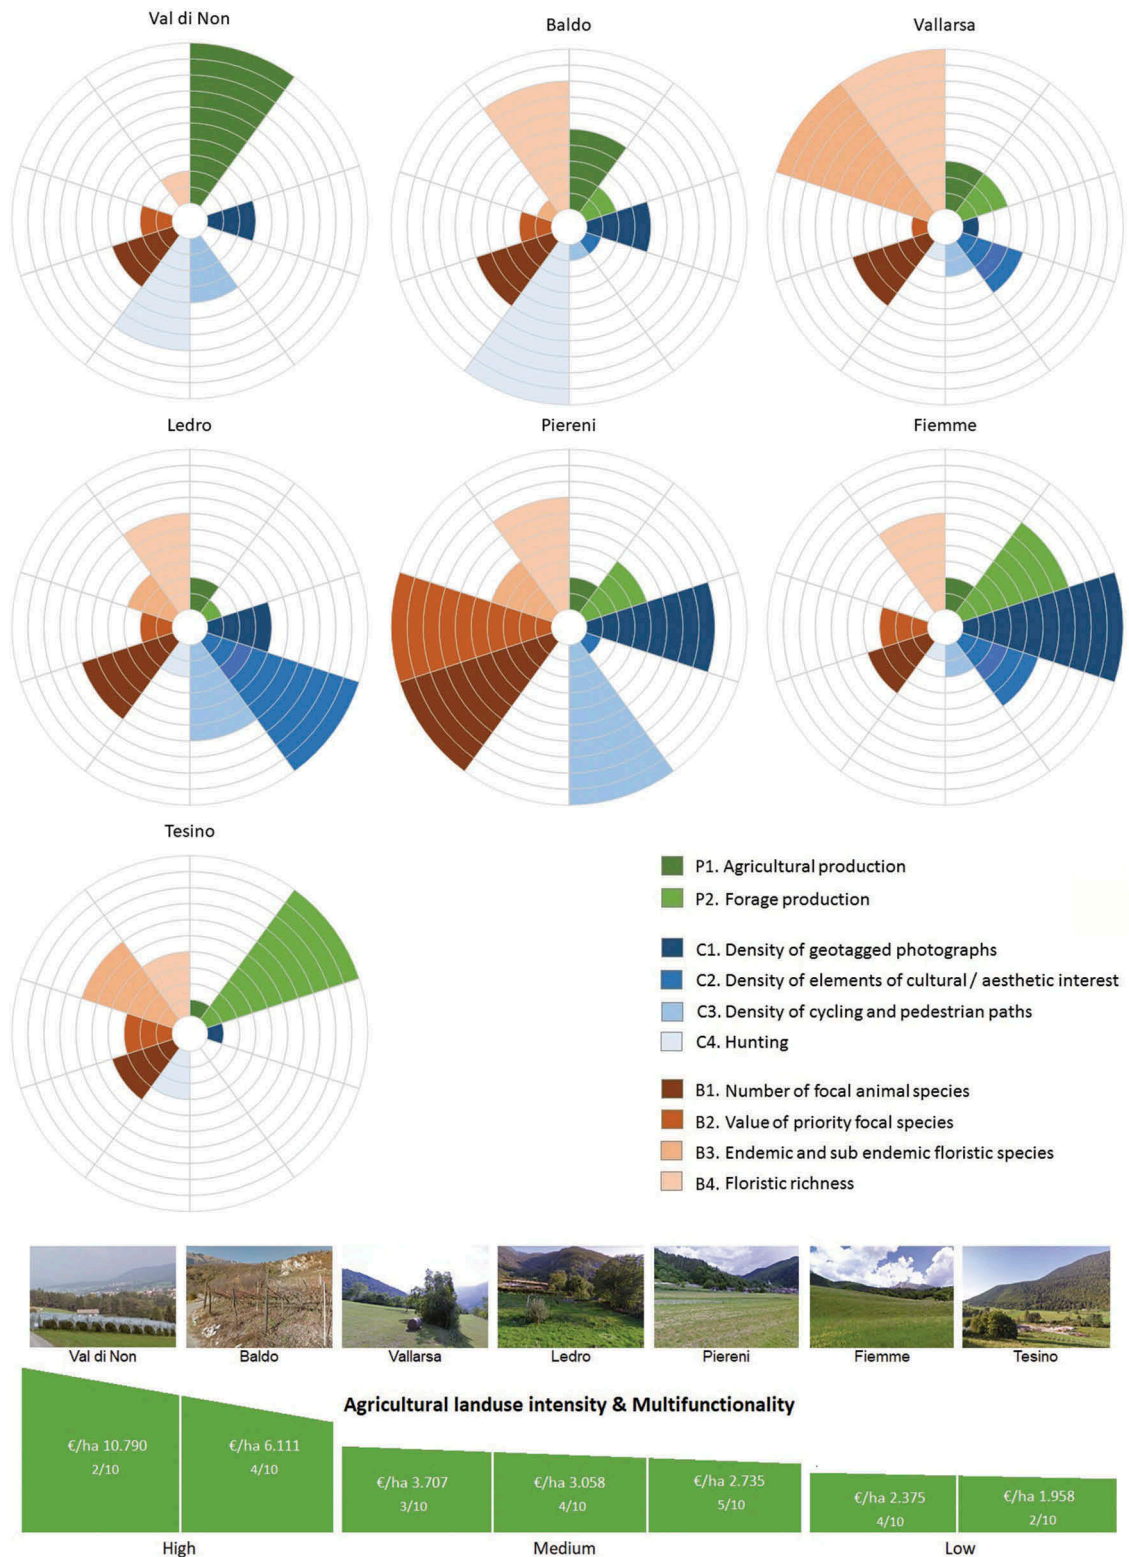 Val di Non
Baldo
Vallarsa
Ledro
Piereni
Fiemme
Tesino
P1. Agricultural production
P2. Forage production
C1. Density of geotagged photographs
C2. Density of elements of cultural / aesthetic interest
C3. Density of cycling and pedestrian paths
C4. Hunting
B1. Number of focal animal species
B2. Value of priority focal species
B3. Endemic and sub endemic floristic species
B4. Floristic richness
Val di Non
Baldo
Vallarsa
Ledro
Piereni
Fiemme
Tesino
Agricultural landuse intensity & Multifunctionality
€/ha 10.790
2/10
€/ha 6.111
4/10
€/ha 3.707
3/10
€/ha 3.058
4/10
€/ha 2.735
5/10
€/ha 2.375
4/10
€/ha 1.958
2/10
High
Medium
Low